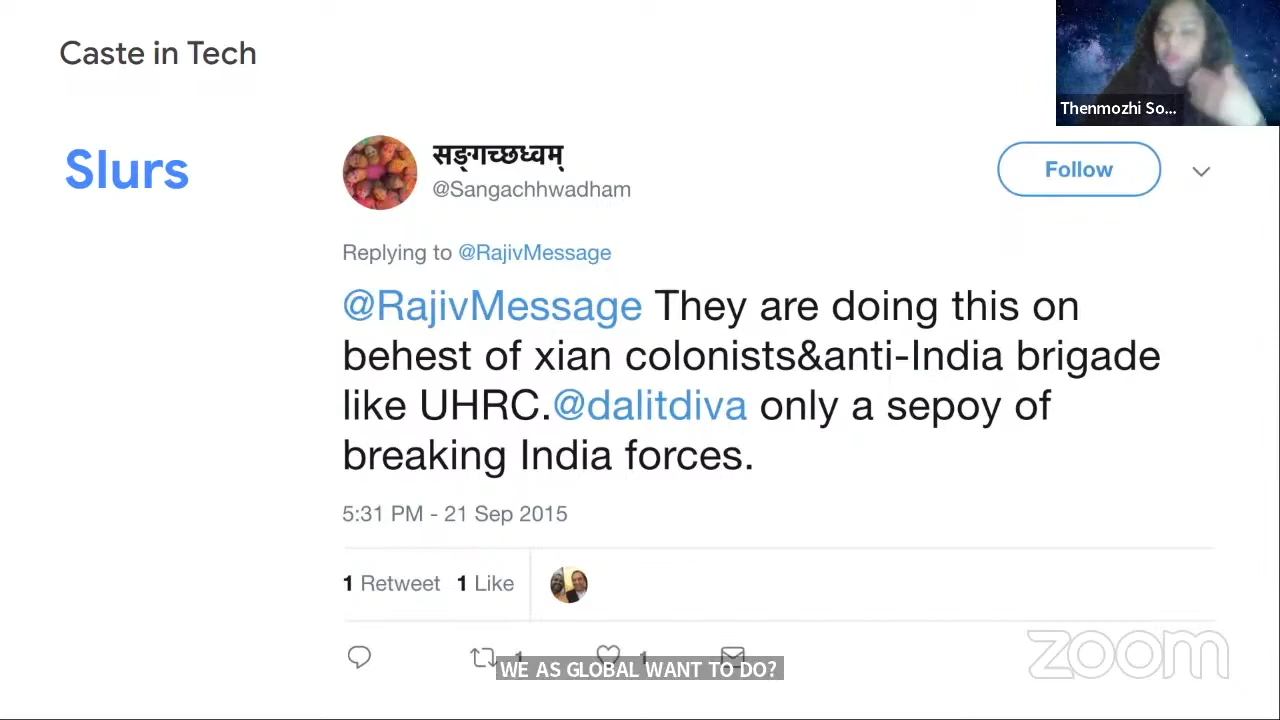 Caste in Tech
Thenmozhi So...
Slurs
सङ्गच्छध्वम्
@Sangachhwadham
Follow
Replying to @RajivMessage
@RajivMessage They are doing this on
behest of xian colonists&anti-India brigade
like UHRC.@dalitdiva only a sepoy of
breaking India forces.
5:31 PM - 21 Sep 2015
1 Retweet 1 Like
1 1
WE AS GLOBAL WANT TO DO?
zoom